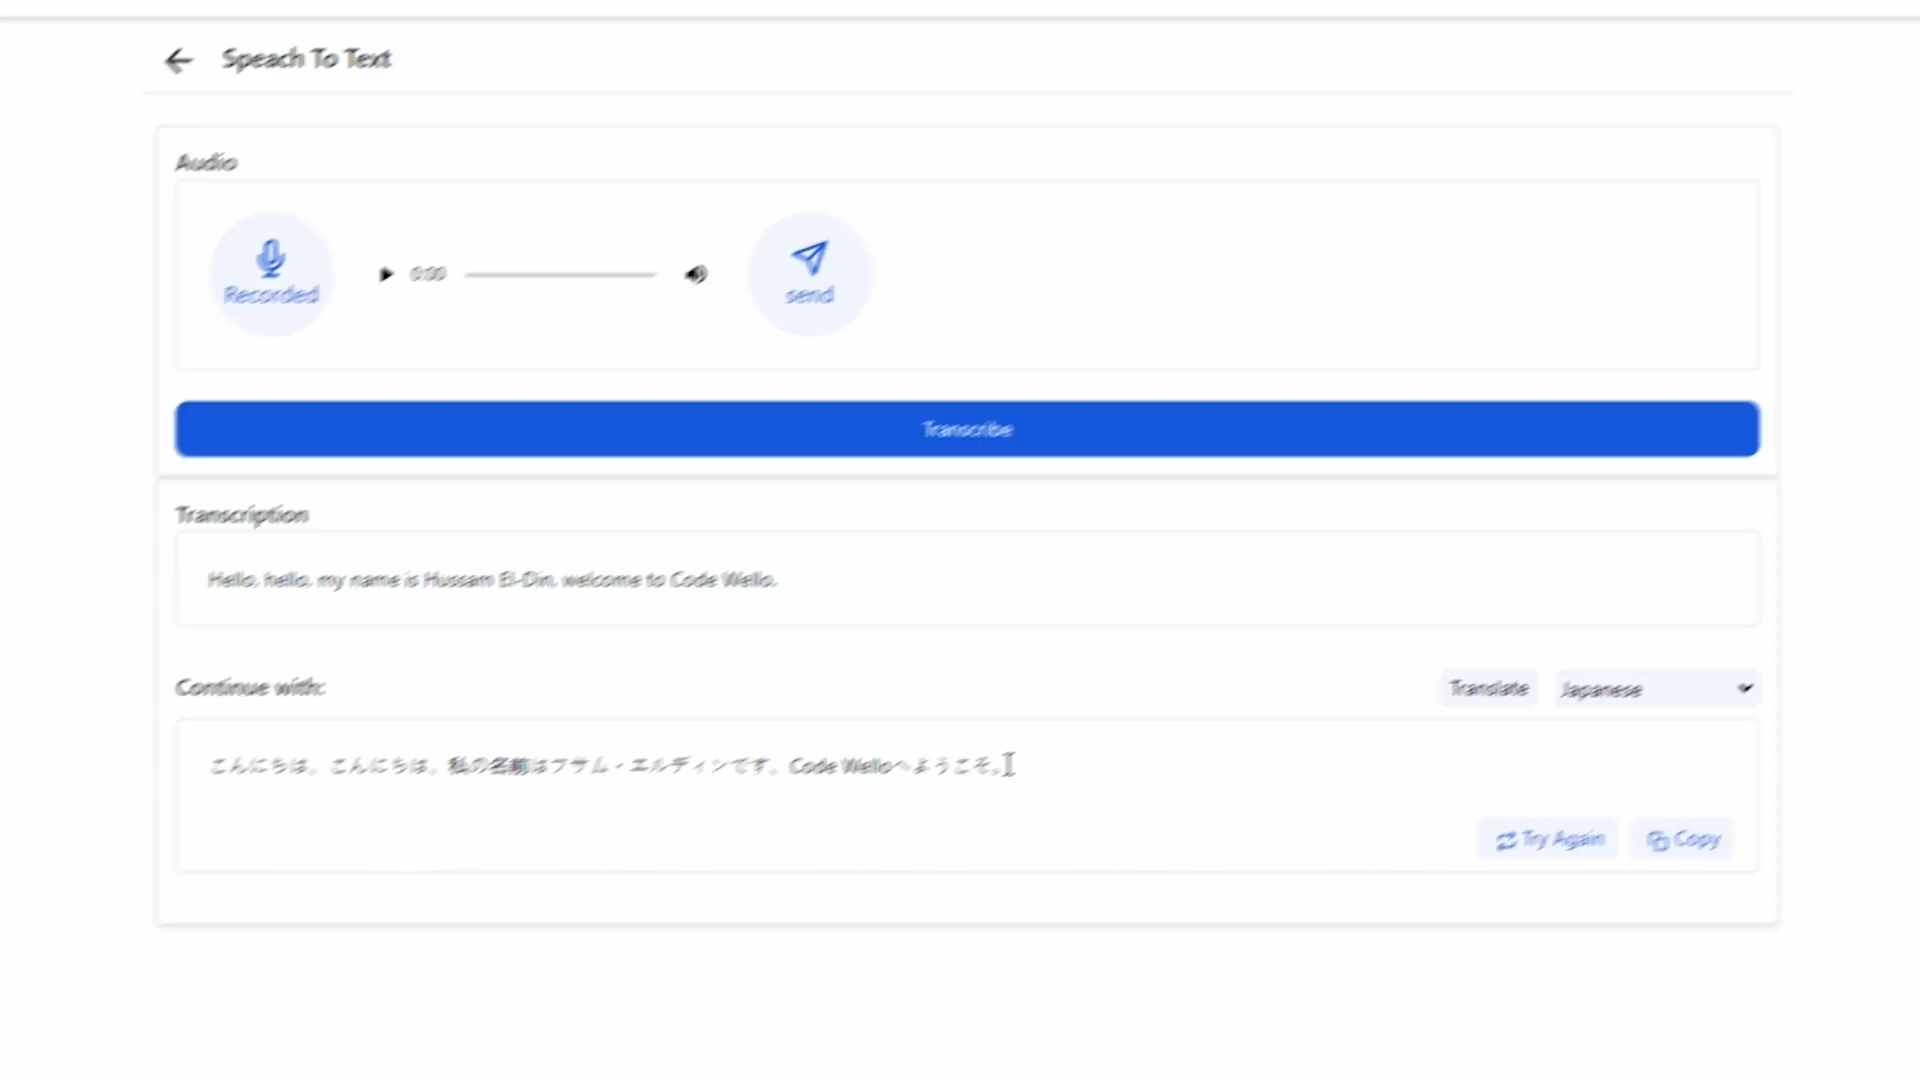 Speach To Text
Audio
Recorded
0:00
send
Transcribe
Transcription
Hello, hello, my name is Hussam El-Din, welcome to Code Wello.
Continue with:
Translate
Japanese
こんにちは。こんにちは、私の名前はフサム・エルディンです。Code Welloへようこそ。
Try Again
Copy